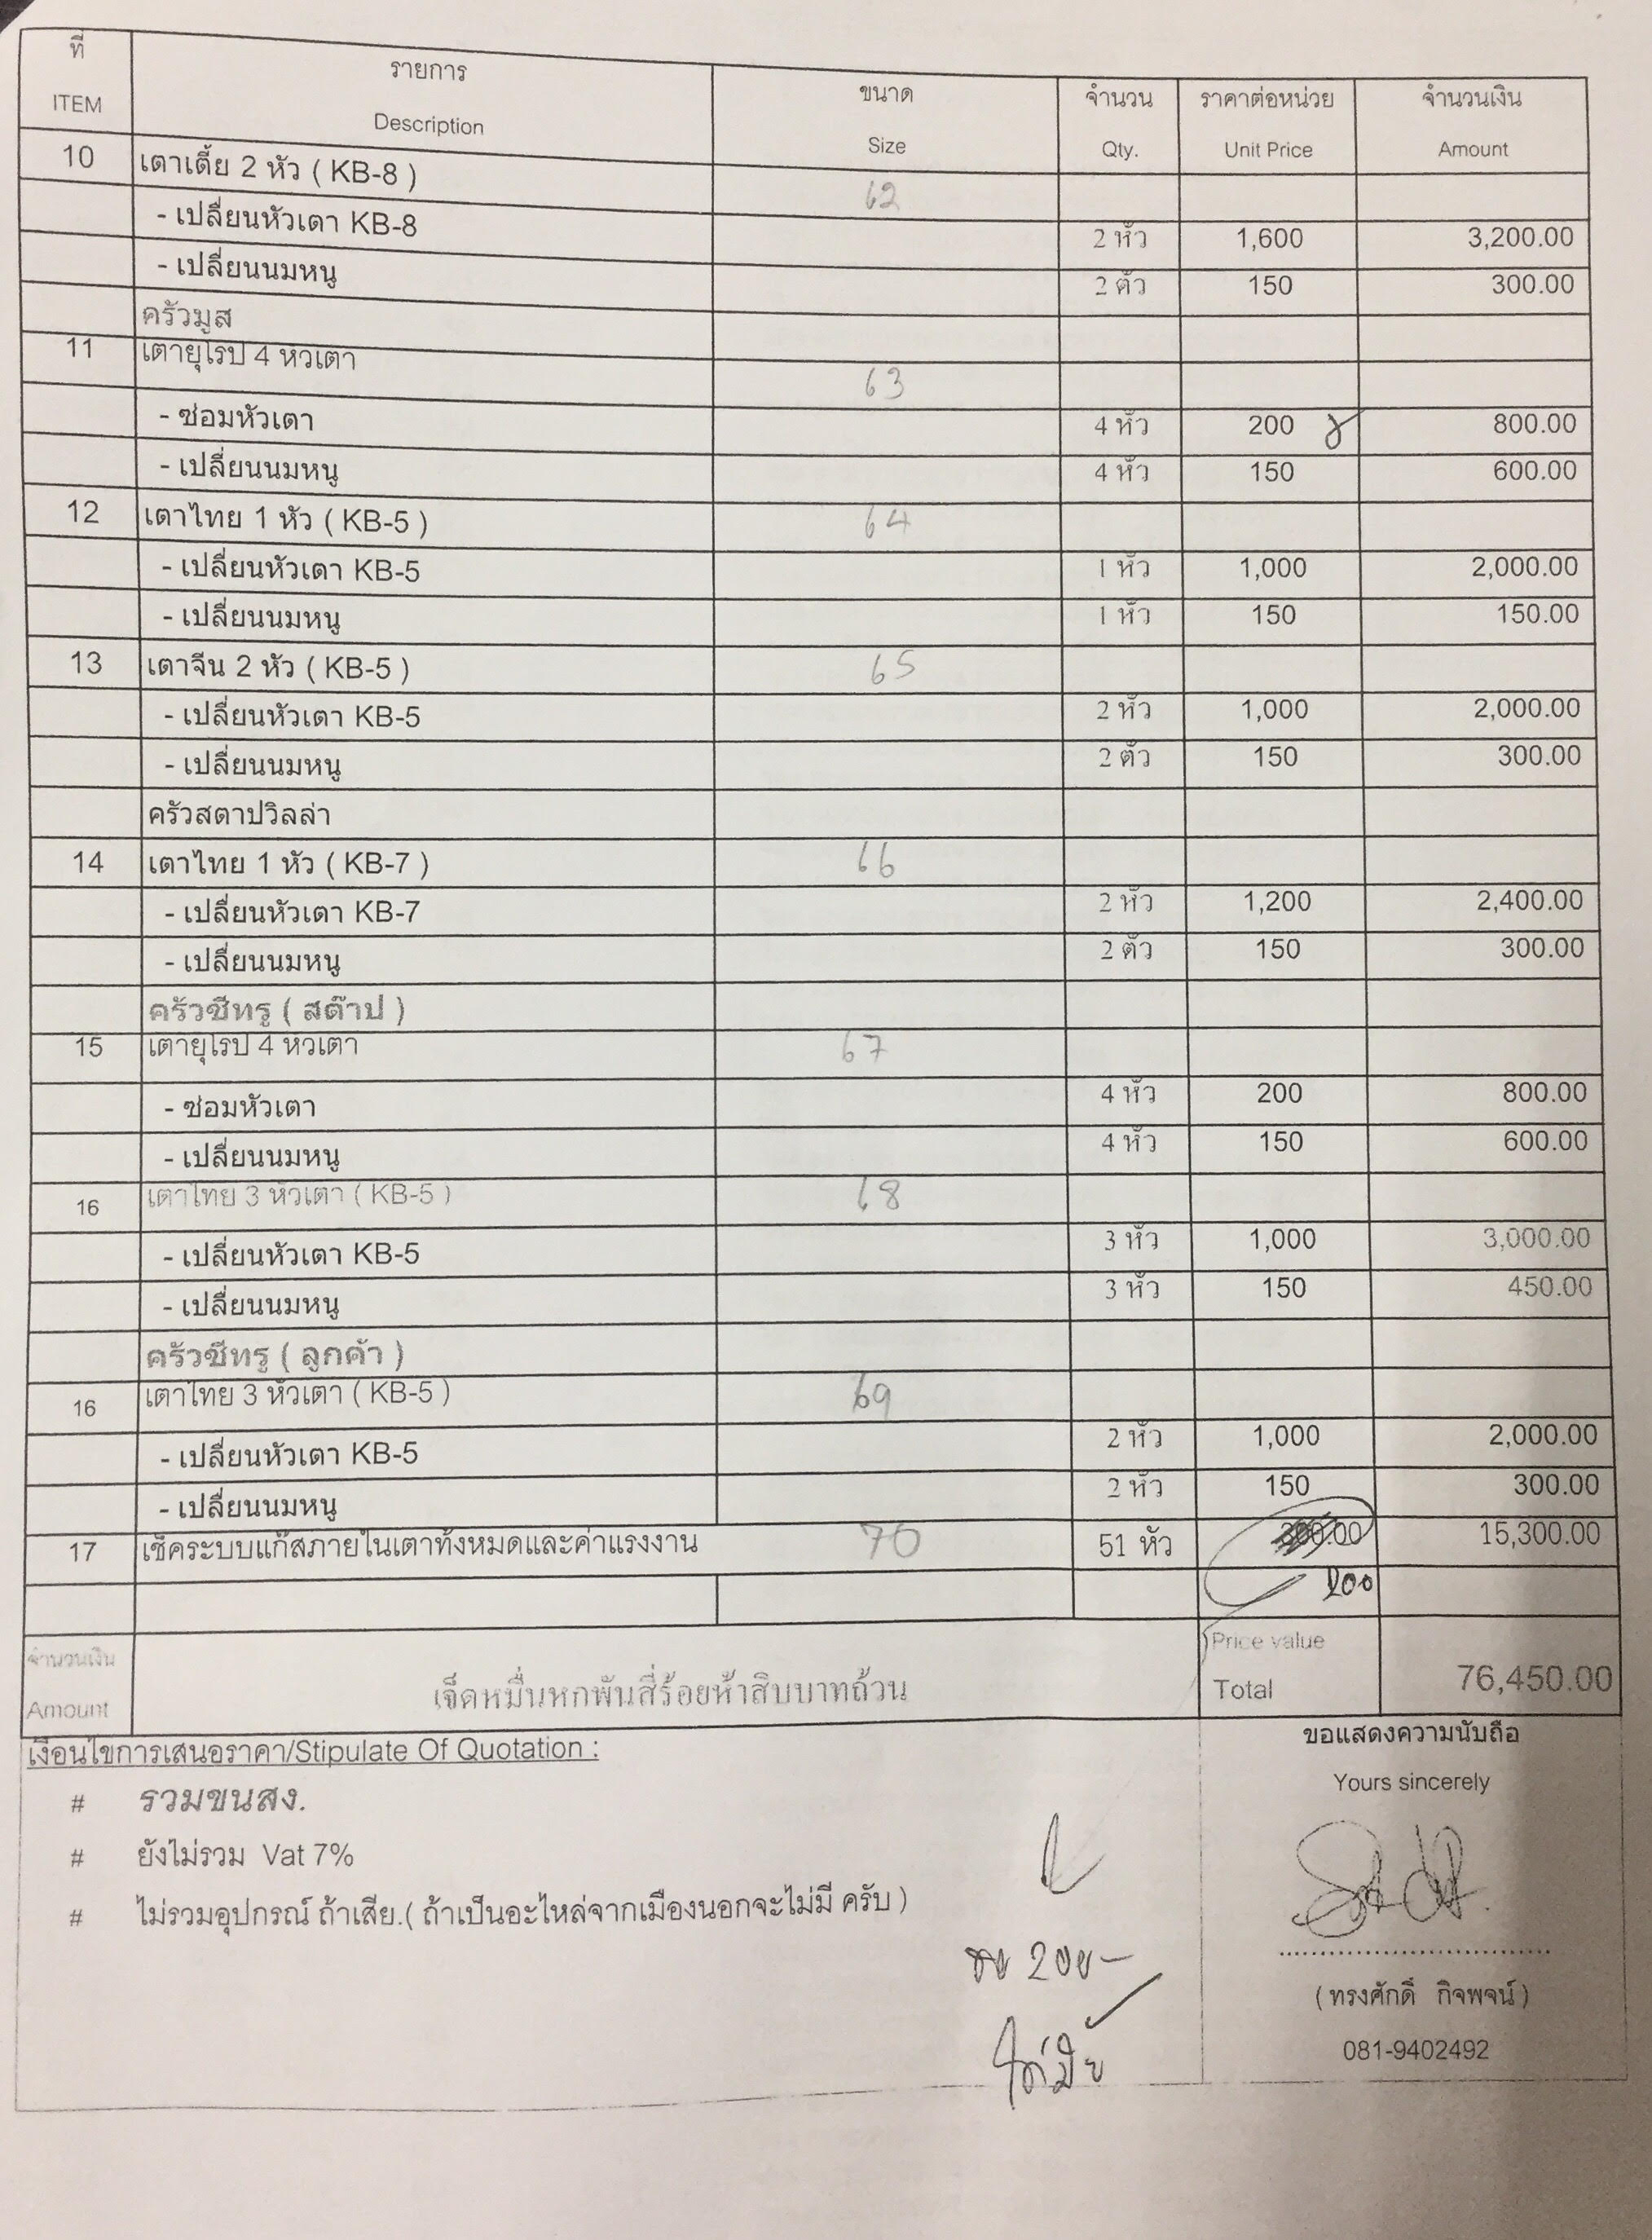 ที่ รายการ ขนาด จำนวน ราคาต่อหน่วย จำนวนเงิน
ITEM Description Size Qty. Unit Price Amount
10 เตาเตี้ย 2 หัว ( KB-8 ) 62
- เปลี่ยนหัวเตา KB-8 2 หัว 1,600 3,200.00
- เปลี่ยนนมหนู 2 ตัว 150 300.00
ครัวมูส
11 เตายุโรป 4 หัวเตา 63
- ซ่อมหัวเตา 4 หัว 200 800.00
- เปลี่ยนนมหนู 4 หัว 150 600.00
12 เตาไทย 1 หัว ( KB-5 ) 64
- เปลี่ยนหัวเตา KB-5 1 หัว 1,000 2,000.00
- เปลี่ยนนมหนู 1 หัว 150 150.00
13 เตาจีน 2 หัว ( KB-5 ) 65
- เปลี่ยนหัวเตา KB-5 2 หัว 1,000 2,000.00
- เปลี่ยนนมหนู 2 ตัว 150 300.00
ครัวสตาปวิลล่า
14 เตาไทย 1 หัว ( KB-7 ) 66
- เปลี่ยนหัวเตา KB-7 2 หัว 1,200 2,400.00
- เปลี่ยนนมหนู 2 ตัว 150 300.00
ครัวซีทรู ( สต๊าป )
15 เตายุโรป 4 หัวเตา 67
- ซ่อมหัวเตา 4 หัว 200 800.00
- เปลี่ยนนมหนู 4 หัว 150 600.00
16 เตาไทย 3 หัวเตา ( KB-5 ) 68
- เปลี่ยนหัวเตา KB-5 3 หัว 1,000 3,000.00
- เปลี่ยนนมหนู 3 หัว 150 450.00
ครัวซีทรู ( ลูกค้า )
16 เตาไทย 3 หัวเตา ( KB-5 ) 69
- เปลี่ยนหัวเตา KB-5 2 หัว 1,000 2,000.00
- เปลี่ยนนมหนู 2 หัว 150 300.00
17 เช็คระบบแก๊สภายในเตาทั้งหมดและค่าแรงงาน 70 51 หัว 300.00 15,300.00
200
จำนวนเงิน Price value
Amount เจ็ดหมื่นหกพันสี่ร้อยห้าสิบบาทถ้วน Total 76,450.00
เงื่อนไขการเสนอราคา/Stipulate Of Quotation :
ขอแสดงความนับถือ
Yours sincerely
# รวมขนส่ง.
# ยังไม่รวม Vat 7%
# ไม่รวมอุปกรณ์ ถ้าเสีย.( ถ้าเป็นอะไหล่จากเมืองนอกจะไม่มี ครับ )
200-
( ทรงศักดิ์ กิจพจน์ )
081-9402492